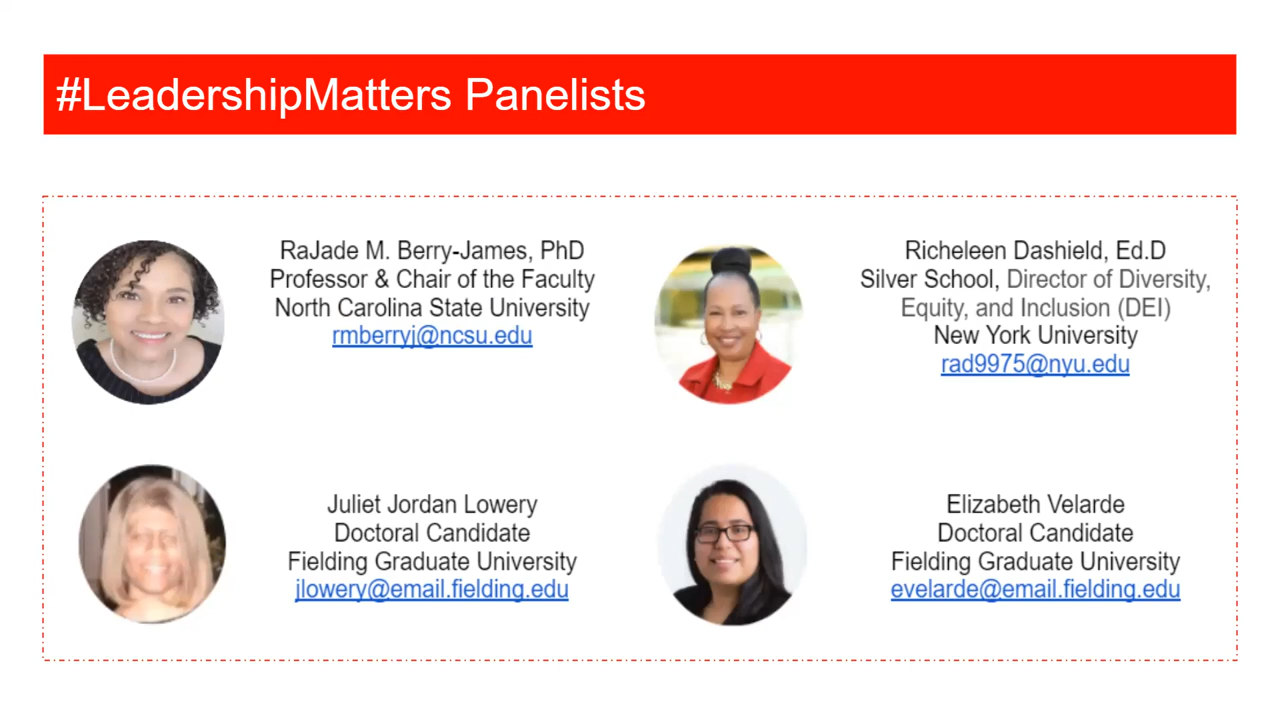 #LeadershipMatters Panelists
RaJade M. Berry-James, PhD
Professor & Chair of the Faculty
North Carolina State University
rmberryj@ncsu.edu
Richeleen Dashield, Ed.D
Silver School, Director of Diversity,
Equity, and Inclusion (DEI)
New York University
rad9975@nyu.edu
Juliet Jordan Lowery
Doctoral Candidate
Fielding Graduate University
jlowery@email.fielding.edu
Elizabeth Velarde
Doctoral Candidate
Fielding Graduate University
evelarde@email.fielding.edu